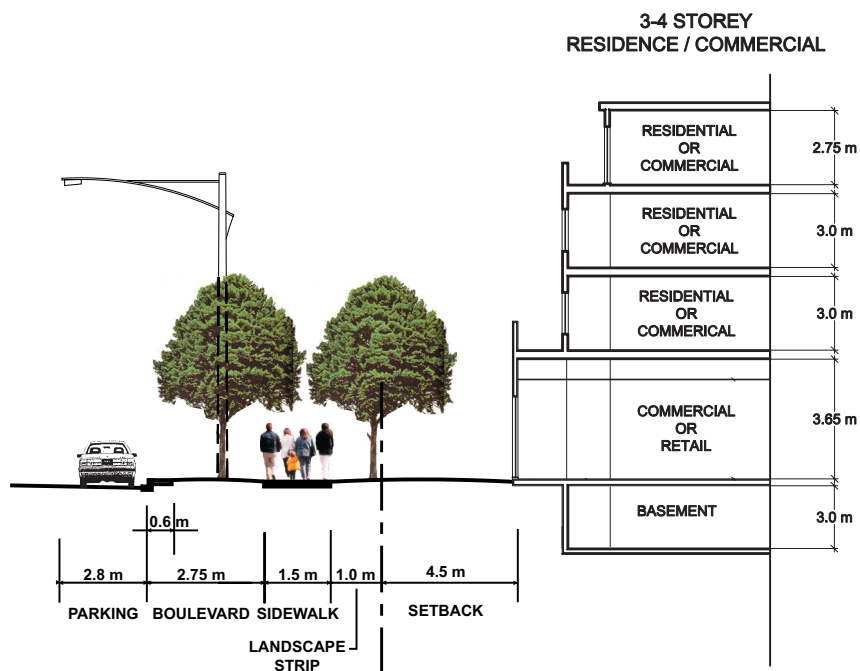 3-4 STOREY
RESIDENCE / COMMERCIAL
RESIDENTIAL
OR
COMMERCIAL
2.75 m
RESIDENTIAL
OR
COMMERCIAL
3.0 m
RESIDENTIAL
OR
COMMERICAL
3.0 m
COMMERCIAL
OR
RETAIL
3.65 m
BASEMENT
3.0 m
0.6 m
2.8 m 2.75 m 1.5 m 1.0 m 4.5 m
PARKING BOULEVARD SIDEWALK SETBACK
LANDSCAPE
STRIP